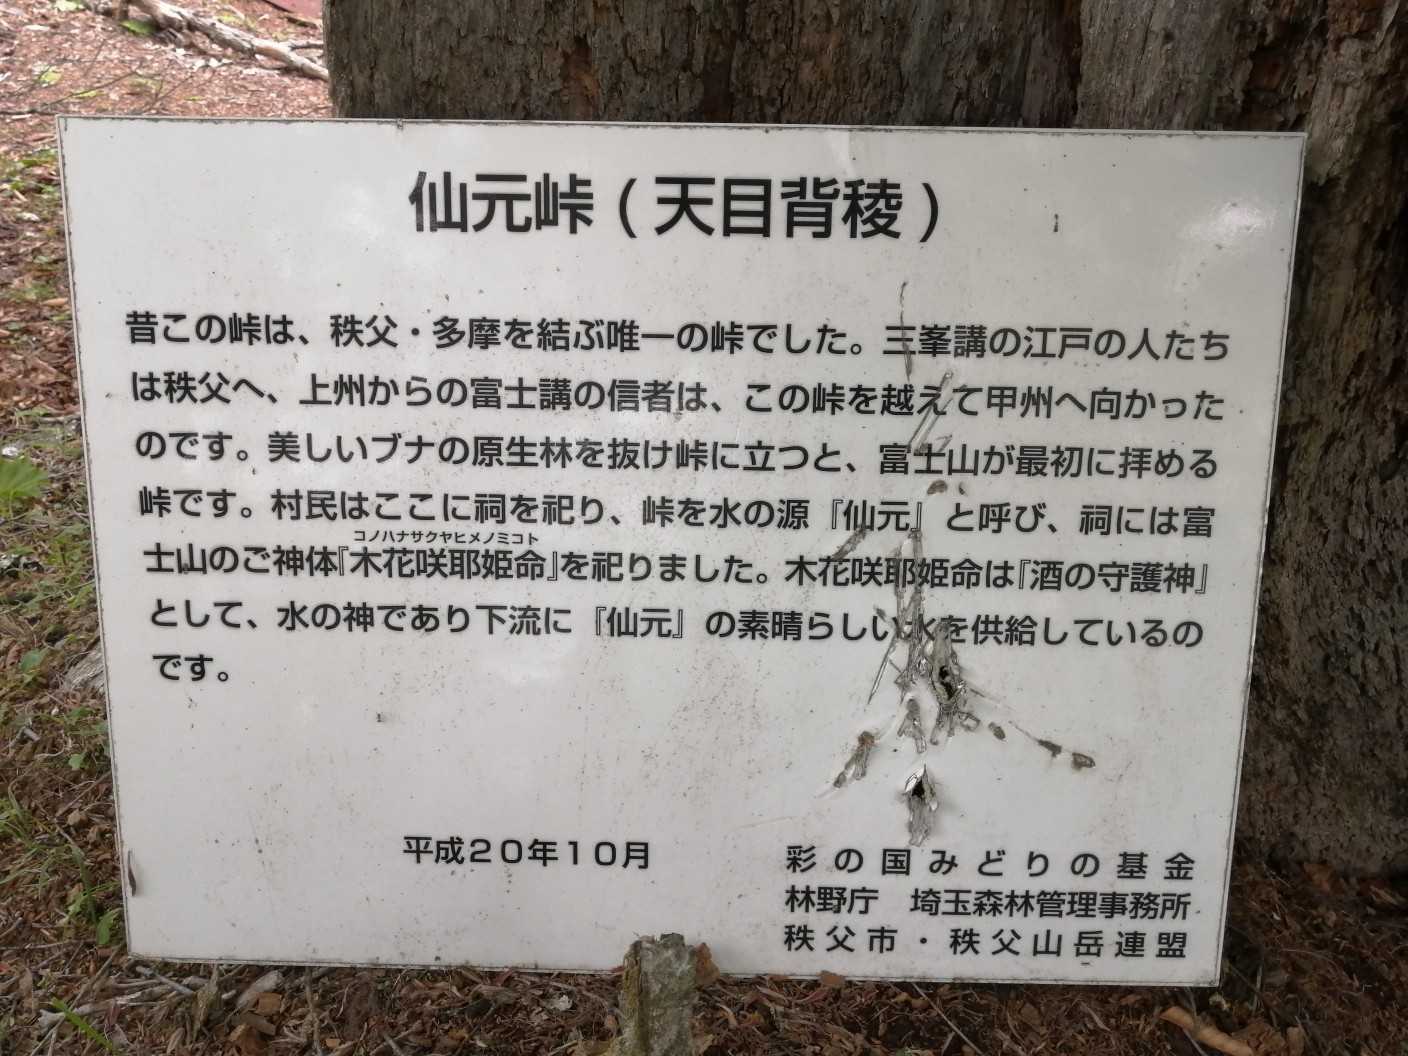 仙元峠（天目背稜）
昔この峠は、秩父・多摩を結ぶ唯一の峠でした。三峯講の江戸の人たち
は秩父へ、上州からの富士講の信者は、この峠を越えて甲州へ向かった
のです。美しいブナの原生林を抜け峠に立つと、富士山が最初に拝める
峠です。村民はここに祠を祀り、峠を水の源『仙元』と呼び、祠には富
コノハナサクヤヒメノミコト
士山のご神体『木花咲耶姫命』を祀りました。木花咲耶姫命は『酒の守護神』
として、水の神であり下流に『仙元』の素晴らしい水を供給しているの
です。
平成２０年１０月
彩の国みどりの基金
林野庁　埼玉森林管理事務所
秩父市・秩父山岳連盟